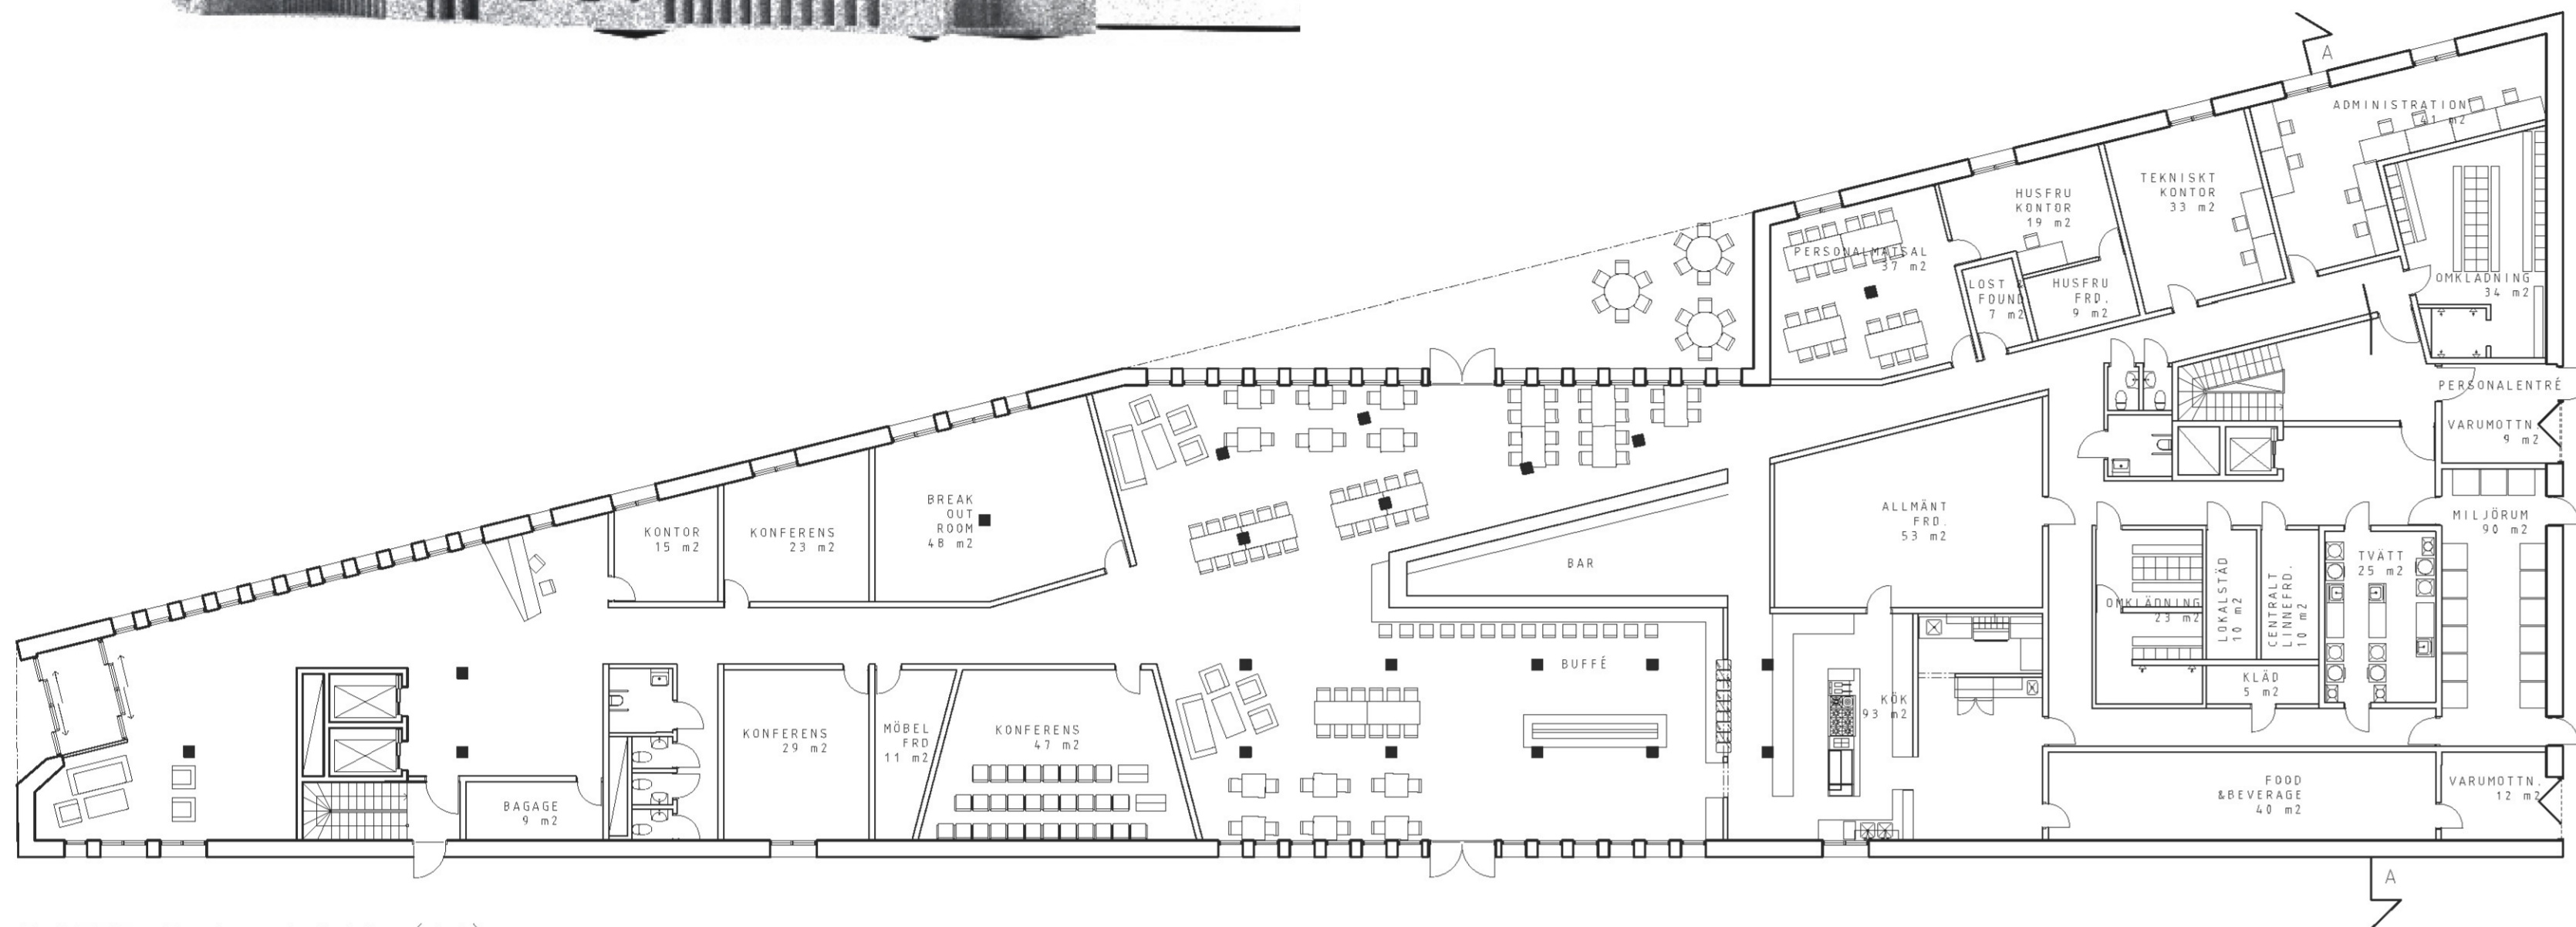 A
ADMINISTRATION
41 m2
TEKNISKT
KONTOR
33 m2
HUSFRU
KONTOR
19 m2
PERSONALMATSAL
37 m2
LOST &
FOUND
7 m2
HUSFRU
FRD.
9 m2
OMKLÄDNING
34 m2
PERSONALENTRÉ
VARUMOTTN.
9 m2
BREAK
OUT
ROOM
48 m2
KONTOR
15 m2
KONFERENS
23 m2
ALLMÄNT
FRD.
53 m2
MILJÖRUM
90 m2
BAR
TVÄTT
25 m2
OMKLÄDNING
23 m2
LOKALSTÄD
10 m2
CENTRALT
LINNEFRD.
10 m2
BUFFÉ
KLÄD
5 m2
KÖK
93 m2
KONFERENS
29 m2
MÖBEL
FRD
11 m2
KONFERENS
47 m2
BAGAGE
9 m2
FOOD
&BEVERAGE
40 m2
VARUMOTTN.
12 m2
A